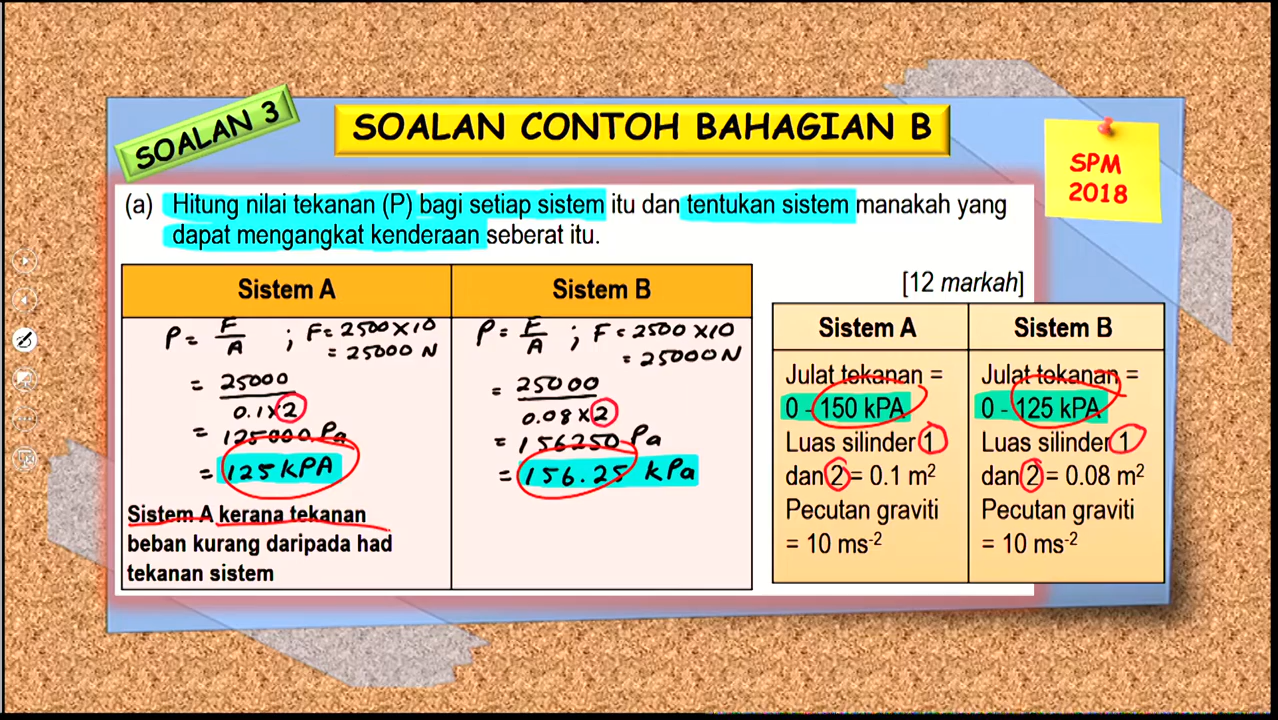 SOALAN 3
SOALAN CONTOH BAHAGIAN B
SPM
2018
(a) Hitung nilai tekanan (P) bagi setiap sistem itu dan tentukan sistem manakah yang
dapat mengangkat kenderaan seberat itu.
[12 markah]
Sistem A
P = F/A ; F = 2500 × 10
= 25000 N
= 25000 / 0.1 × 2
= 125000 Pa
= 125 kPA
Sistem A kerana tekanan
beban kurang daripada had
tekanan sistem
Sistem B
P = F/A ; F = 2500 × 10
= 25000 N
= 25000 / 0.08 × 2
= 156250 Pa
= 156.25 kPa
Sistem A
Julat tekanan =
0 - 150 kPA
Luas silinder 1
dan 2 = 0.1 m²
Pecutan graviti
= 10 ms⁻²
Sistem B
Julat tekanan =
0 - 125 kPA
Luas silinder 1
dan 2 = 0.08 m²
Pecutan graviti
= 10 ms⁻²